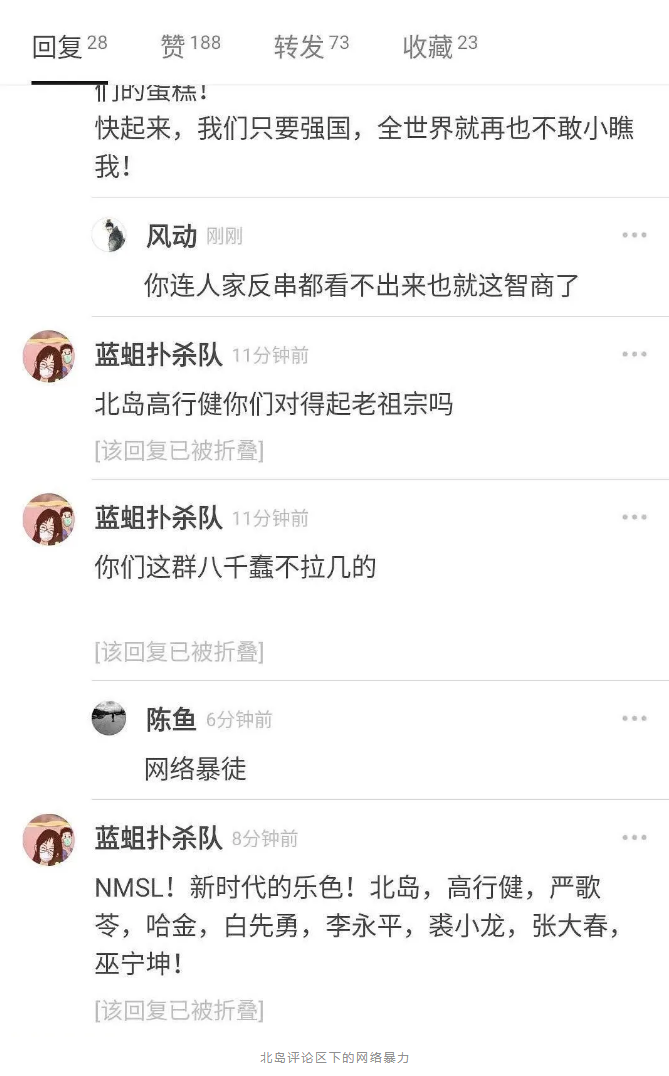 回复 28 赞 188 转发 73 收藏 23
们的蛋糕！
快起来，我们只要强国，全世界就再也不敢小瞧
我！
风动 刚刚
你连人家反串都看不出来也就这智商了
蓝蛆扑杀队 11分钟前
北岛高行健你们对得起老祖宗吗
[该回复已被折叠]
蓝蛆扑杀队 11分钟前
你们这群八千蠢不拉几的
[该回复已被折叠]
陈鱼 6分钟前
网络暴徒
蓝蛆扑杀队 8分钟前
NMSL！新时代的乐色！北岛，高行健，严歌
苓，哈金，白先勇，李永平，裘小龙，张大春，
巫宁坤！
[该回复已被折叠]
北岛评论区下的网络暴力